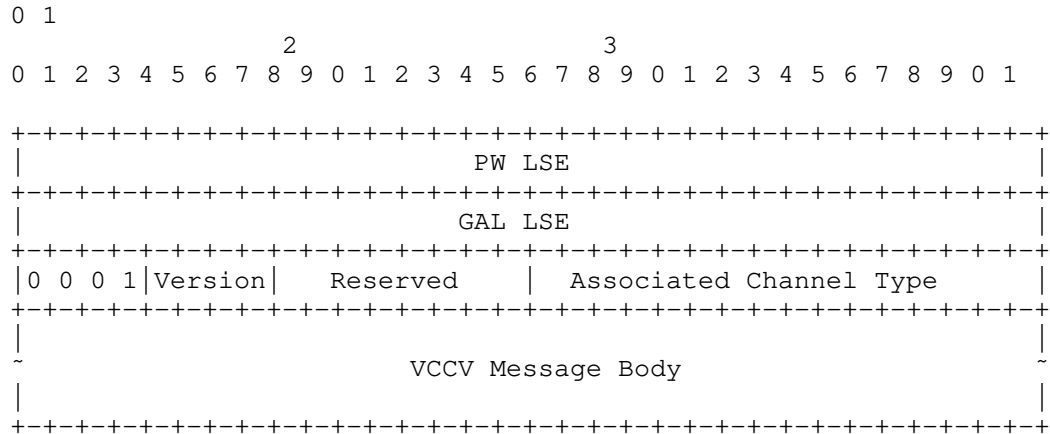 0 1
2 3
0 1 2 3 4 5 6 7 8 9 0 1 2 3 4 5 6 7 8 9 0 1 2 3 4 5 6 7 8 9 0 1
+-+-+-+-+-+-+-+-+-+-+-+-+-+-+-+-+-+-+-+-+-+-+-+-+-+-+-+-+-+-+-+-+
| PW LSE |
+-+-+-+-+-+-+-+-+-+-+-+-+-+-+-+-+-+-+-+-+-+-+-+-+-+-+-+-+-+-+-+-+
| GAL LSE |
+-+-+-+-+-+-+-+-+-+-+-+-+-+-+-+-+-+-+-+-+-+-+-+-+-+-+-+-+-+-+-+-+
|0 0 0 1|Version| Reserved | Associated Channel Type |
+-+-+-+-+-+-+-+-+-+-+-+-+-+-+-+-+-+-+-+-+-+-+-+-+-+-+-+-+-+-+-+-+
| |
~ VCCV Message Body ~
| |
+-+-+-+-+-+-+-+-+-+-+-+-+-+-+-+-+-+-+-+-+-+-+-+-+-+-+-+-+-+-+-+-+